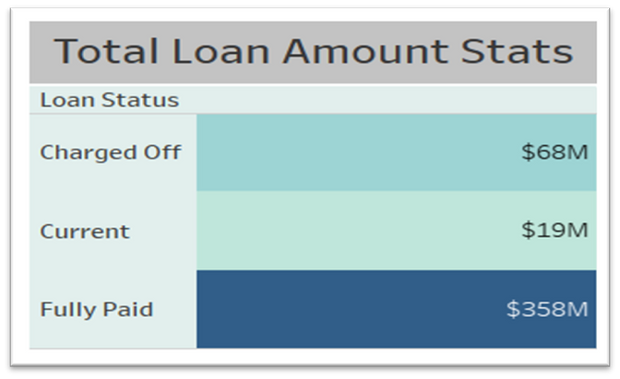 Total Loan Amount Stats
Loan Status
Charged Off $68M
Current $19M
Fully Paid $358M